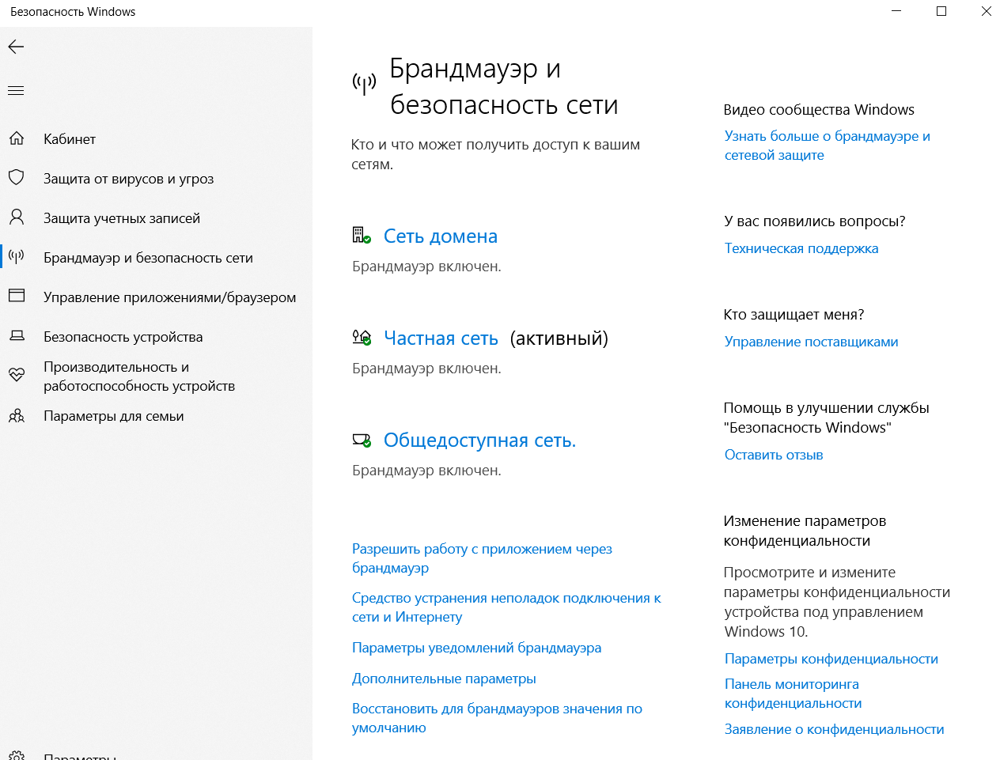 Безопасность Windows
Кабинет
Защита от вирусов и угроз
Защита учетных записей
Брандмауэр и безопасность сети
Управление приложениями/браузером
Безопасность устройства
Производительность и
работоспособность устройств
Параметры для семьи
Параметры
Брандмауэр и
безопасность сети
Кто и что может получить доступ к вашим
сетям.
Сеть домена
Брандмауэр включен.
Частная сеть (активный)
Брандмауэр включен.
Общедоступная сеть.
Брандмауэр включен.
Разрешить работу с приложением через
брандмауэр
Средство устранения неполадок подключения к
сети и Интернету
Параметры уведомлений брандмауэра
Дополнительные параметры
Восстановить для брандмауэров значения по
умолчанию
Видео сообщества Windows
Узнать больше о брандмауэре и
сетевой защите
У вас появились вопросы?
Техническая поддержка
Кто защищает меня?
Управление поставщиками
Помощь в улучшении службы
"Безопасность Windows"
Оставить отзыв
Изменение параметров
конфиденциальности
Просмотрите и измените
параметры конфиденциальности
устройства под управлением
Windows 10.
Параметры конфиденциальности
Панель мониторинга
конфиденциальности
Заявление о конфиденциальности